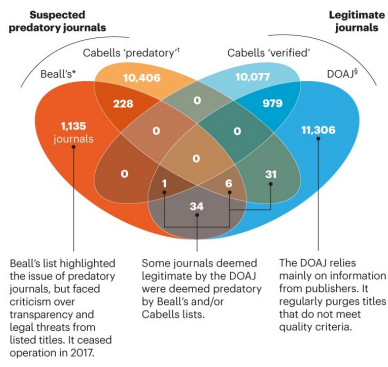 Suspected
predatory journals
Legitimate
journals
Cabells ‘predatory’†
Cabells ‘verified’
Beall’s*
DOAJ§
10,406
10,077
228
0
979
1,135
journals
0
0
11,306
0
0
1
6
31
34
Beall’s list highlighted
the issue of predatory
journals, but faced
criticism over
transparency and
legal threats from
listed titles. It ceased
operation in 2017.
Some journals deemed
legitimate by the DOAJ
were deemed predatory
by Beall’s and/or
Cabells lists.
The DOAJ relies
mainly on information
from publishers. It
regularly purges titles
that do not meet
quality criteria.